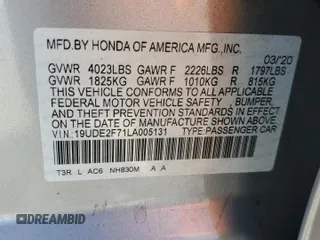 MFD.BY HONDA OF AMERICA MFG.,INC.
03/20
GVWR 4023LBS GAWR F 2226LBS R 1797LBS
GVWR 1825KG GAWR F 1010KG R 815KG
THIS VEHICLE CONFORMS TO ALL APPLICABLE
FEDERAL MOTOR VEHICLE SAFETY, BUMPER,
AND THEFT PREVENTION STANDARDS IN EFFECT
ON THE DATE OF MANUFACTURE SHOWN ABOVE.
V.I.N.:19UDE2F71LA005131 TYPE:PASSENGER CAR
T3R L AC6 NH830M A A
DREAMBID